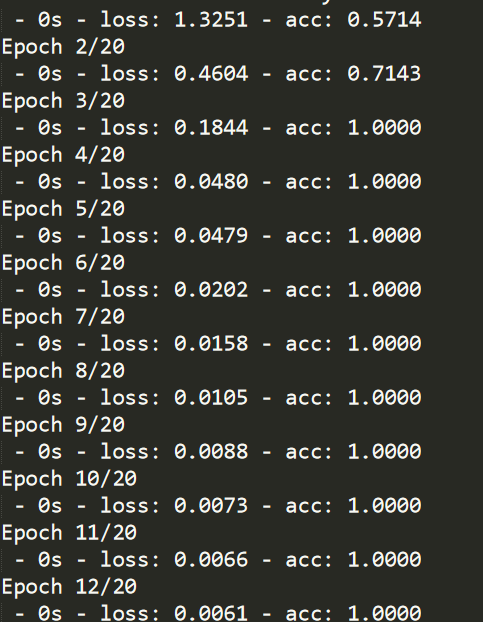 - 0s - loss: 1.3251 - acc: 0.5714
Epoch 2/20
- 0s - loss: 0.4604 - acc: 0.7143
Epoch 3/20
- 0s - loss: 0.1844 - acc: 1.0000
Epoch 4/20
- 0s - loss: 0.0480 - acc: 1.0000
Epoch 5/20
- 0s - loss: 0.0479 - acc: 1.0000
Epoch 6/20
- 0s - loss: 0.0202 - acc: 1.0000
Epoch 7/20
- 0s - loss: 0.0158 - acc: 1.0000
Epoch 8/20
- 0s - loss: 0.0105 - acc: 1.0000
Epoch 9/20
- 0s - loss: 0.0088 - acc: 1.0000
Epoch 10/20
- 0s - loss: 0.0073 - acc: 1.0000
Epoch 11/20
- 0s - loss: 0.0066 - acc: 1.0000
Epoch 12/20
- 0s - loss: 0.0061 - acc: 1.0000